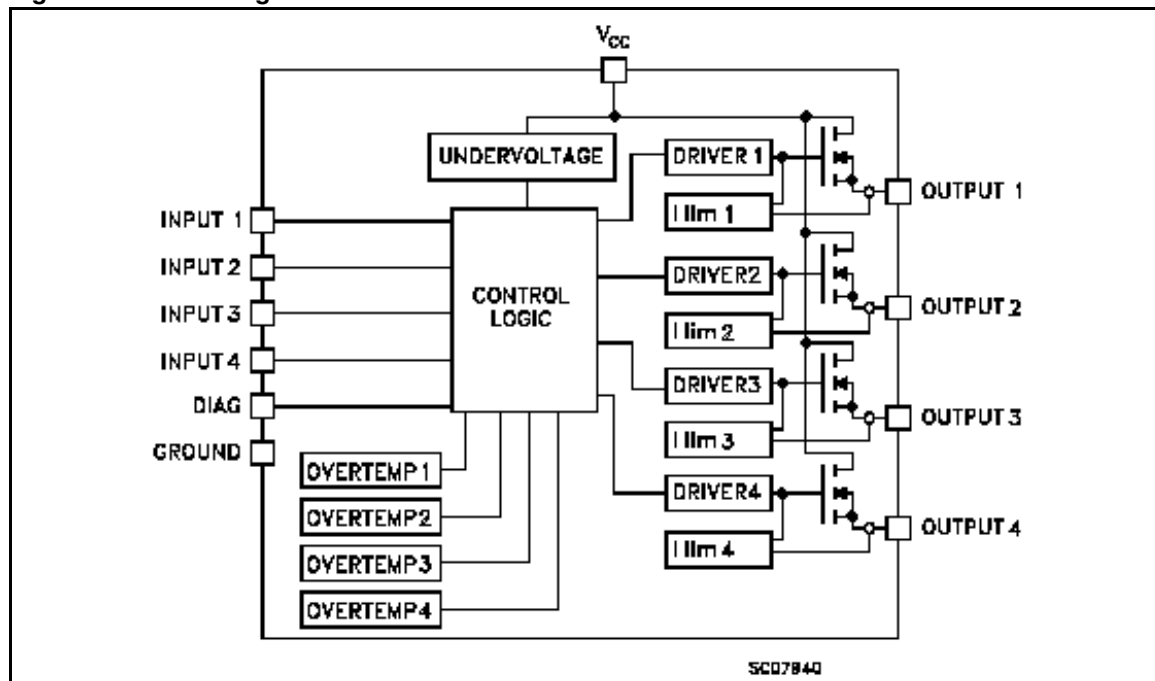 VCC
UNDERVOLTAGE
DRIVER 1
I lim 1
OUTPUT 1
INPUT 1
INPUT 2
INPUT 3
INPUT 4
DIAG
GROUND
CONTROL
LOGIC
DRIVER2
I lim 2
OUTPUT 2
DRIVER3
I lim 3
OUTPUT 3
DRIVER4
I lim 4
OUTPUT 4
OVERTEMP1
OVERTEMP2
OVERTEMP3
OVERTEMP4
SC07840